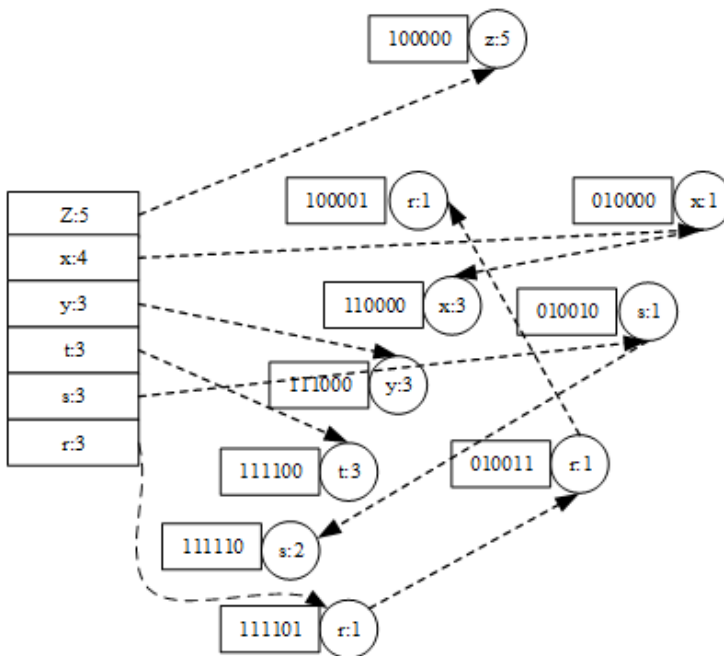 100000 z:5
Z:5
x:4
y:3
t:3
s:3
r:3
100001 r:1
010000 x:1
110000 x:3
010010 s:1
111000 y:3
111100 t:3
010011 r:1
111110 s:2
111101 r:1